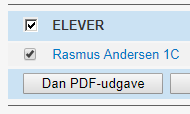 ELEVER
Rasmus Andersen 1C
Dan PDF-udgave